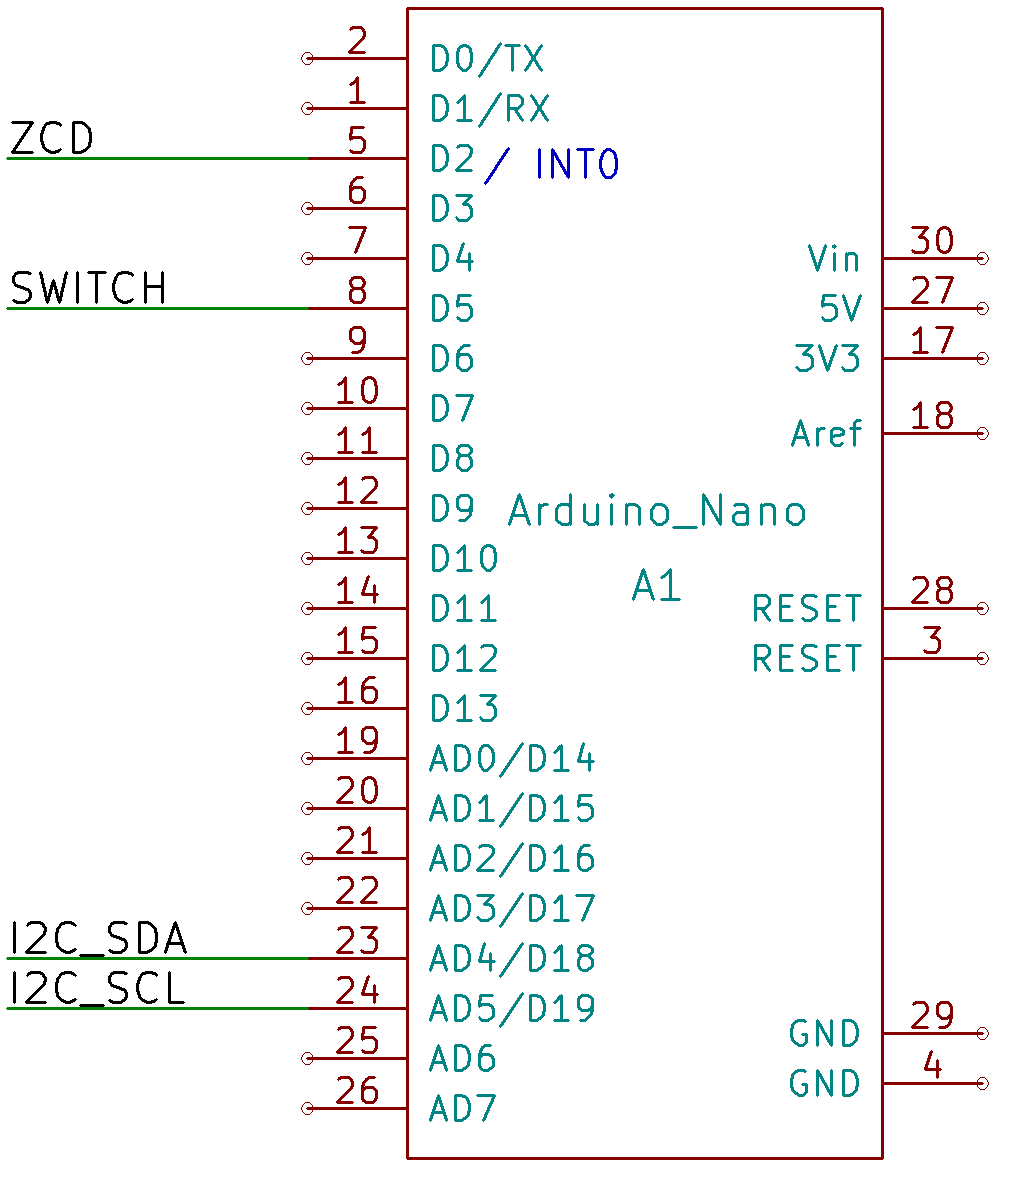 2 D0/TX
1 D1/RX
ZCD 5 D2 / INT0
6 D3
7 D4 Vin 30
SWITCH 8 D5 5V 27
9 D6 3V3 17
10 D7
Aref 18
11 D8
12 D9 Arduino_Nano
13 D10
A1
14 D11 RESET 28
15 D12 RESET 3
16 D13
19 AD0/D14
20 AD1/D15
21 AD2/D16
22 AD3/D17
I2C_SDA 23 AD4/D18
I2C_SCL 24 AD5/D19
GND 29
25 AD6
GND 4
26 AD7